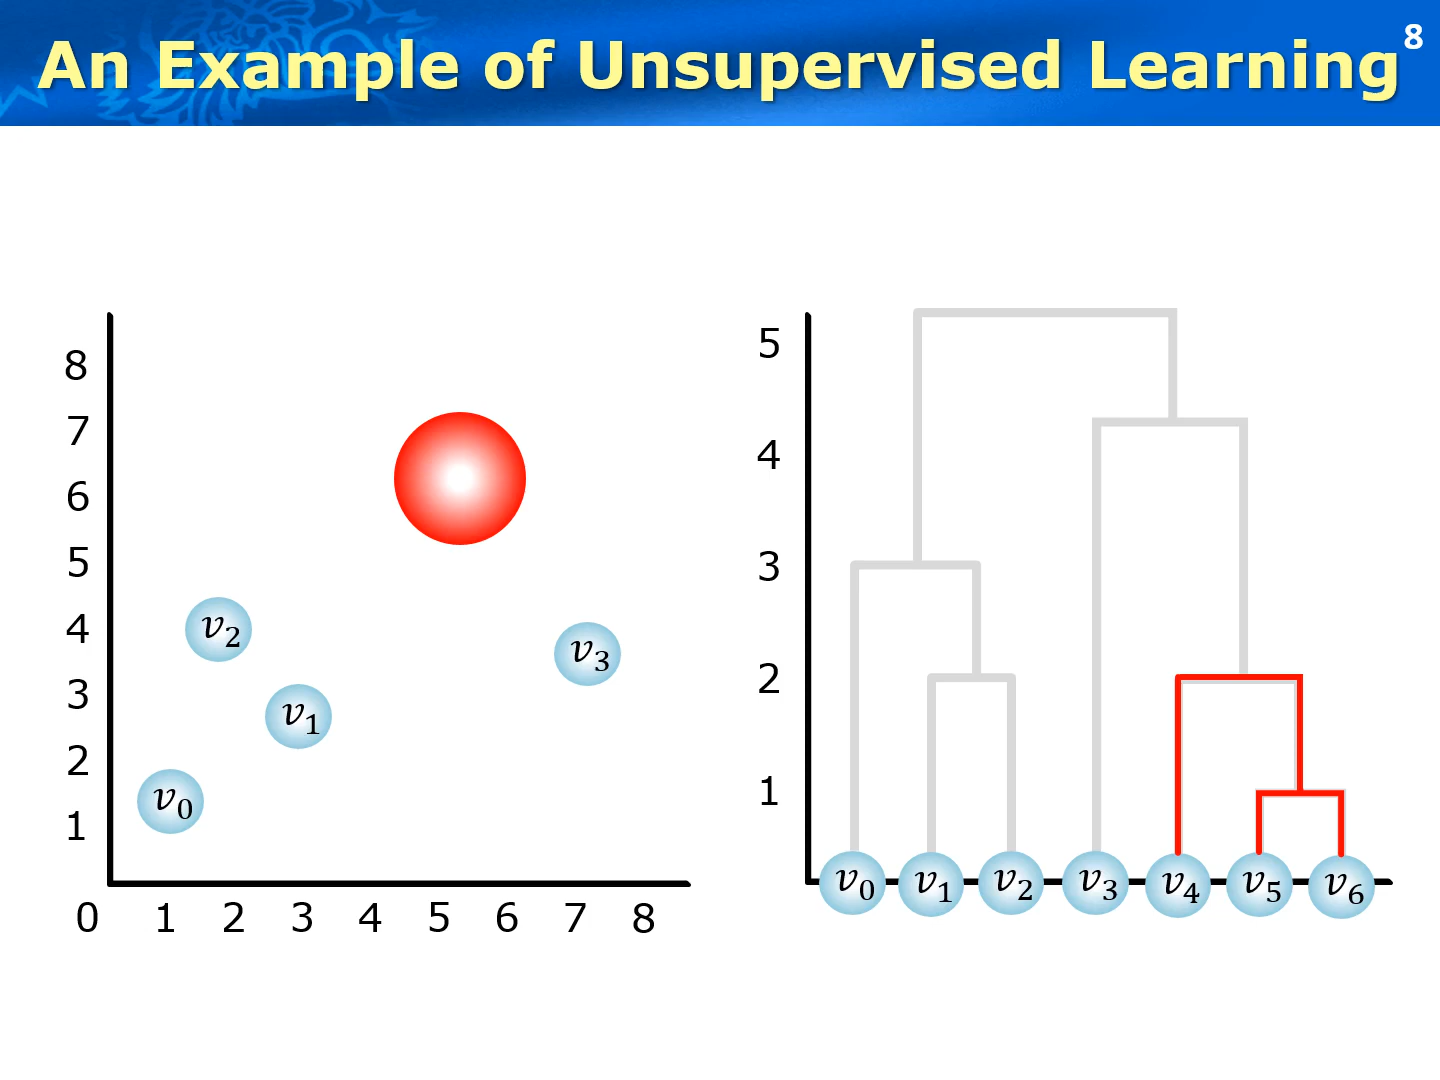 An Example of Unsupervised Learning
8
8
7
6
5
4
3
2
1
0 1 2 3 4 5 6 7 8
v2
v1
v0
v3
5
4
3
2
1
v0 v1 v2 v3 v4 v5 v6